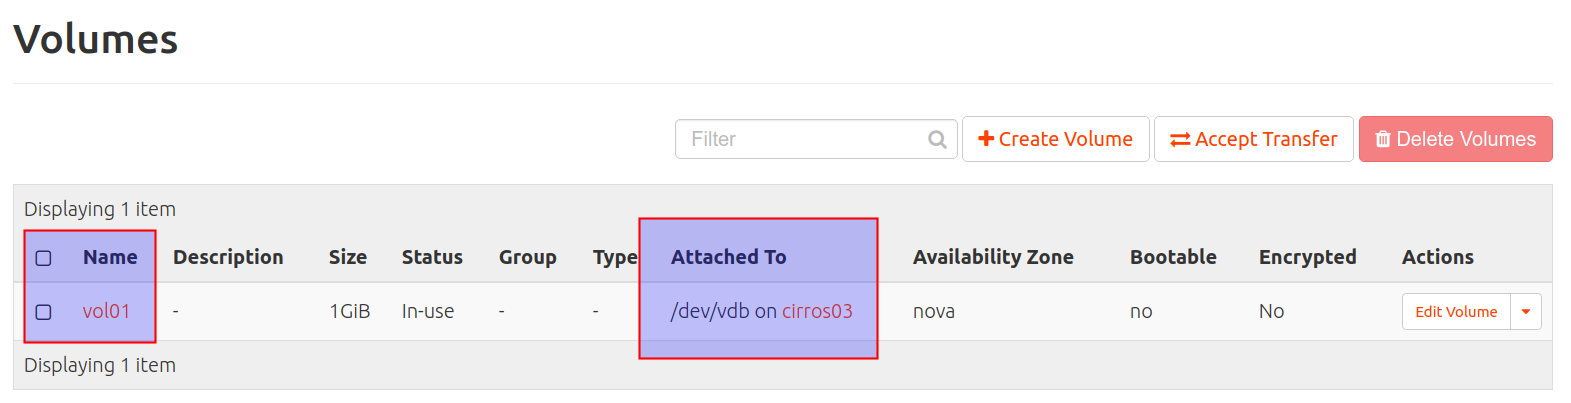 Volumes
Filter Create Volume Accept Transfer Delete Volumes
Displaying 1 item
Name Description Size Status Group Type Attached To Availability Zone Bootable Encrypted Actions
vol01 - 1GiB In-use - - /dev/vdb on cirros03 nova no No Edit Volume
Displaying 1 item